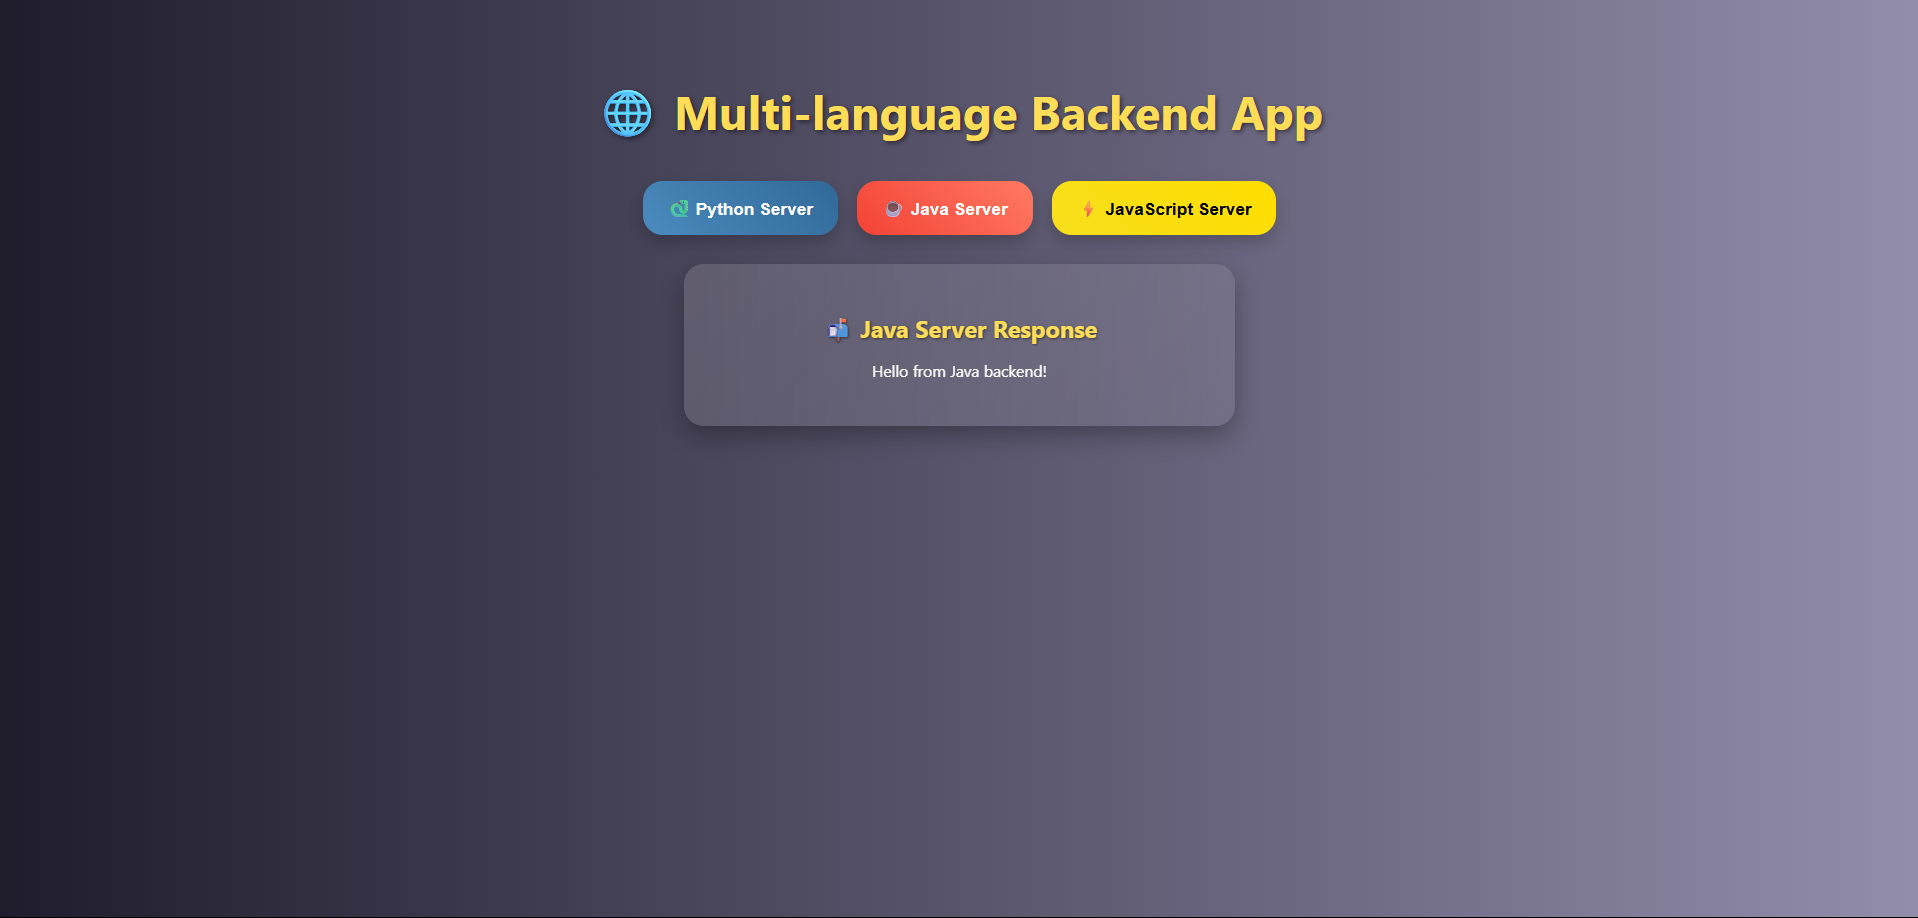 🌐 Multi-language Backend App
🐍 Python Server
☕ Java Server
⚡ JavaScript Server
📬 Java Server Response
Hello from Java backend!